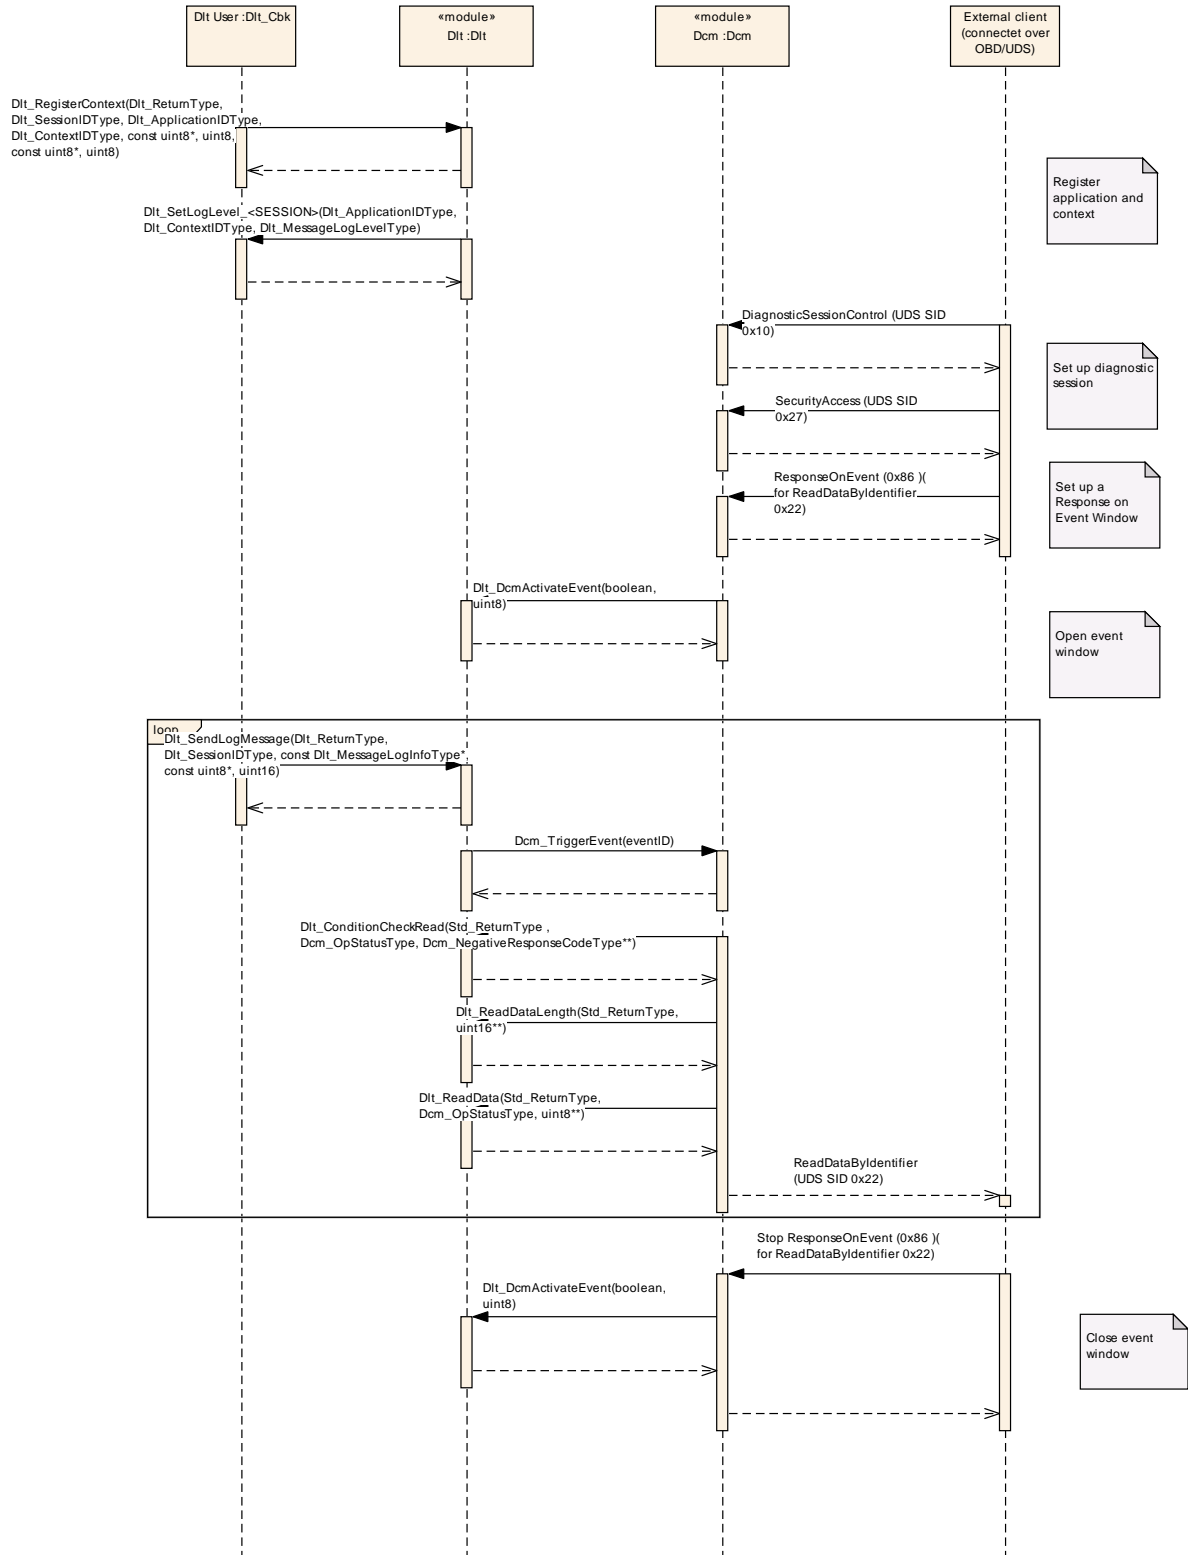 Dlt User :Dlt_Cbk
«module»
Dlt :Dlt
«module»
Dcm :Dcm
External client
(connectet over
OBD/UDS)
Dlt_RegisterContext(Dlt_ReturnType,
Dlt_SessionIDType, Dlt_ApplicationIDType,
Dlt_ContextIDType, const uint8*, uint8,
const uint8*, uint8)
Register
application and
context
Dlt_SetLogLevel_<SESSION>(Dlt_ApplicationIDType,
Dlt_ContextIDType, Dlt_MessageLogLevelType)
DiagnosticSessionControl (UDS SID
0x10)
Set up diagnostic
session
SecurityAccess (UDS SID
0x27)
ResponseOnEvent (0x86 )(
for ReadDataByIdentifier
0x22)
Set up a
Response on
Event Window
Dlt_DcmActivateEvent(boolean,
uint8)
Open event
window
loop
Dlt_SendLogMessage(Dlt_ReturnType,
Dlt_SessionIDType, const Dlt_MessageLogInfoType*,
const uint8*, uint16)
Dcm_TriggerEvent(eventID)
Dlt_ConditionCheckRead(Std_ReturnType ,
Dcm_OpStatusType, Dcm_NegativeResponseCodeType**)
Dlt_ReadDataLength(Std_ReturnType,
uint16**)
Dlt_ReadData(Std_ReturnType,
Dcm_OpStatusType, uint8**)
ReadDataByIdentifier
(UDS SID 0x22)
Stop ResponseOnEvent (0x86 )(
for ReadDataByIdentifier 0x22)
Dlt_DcmActivateEvent(boolean,
uint8)
Close event
window